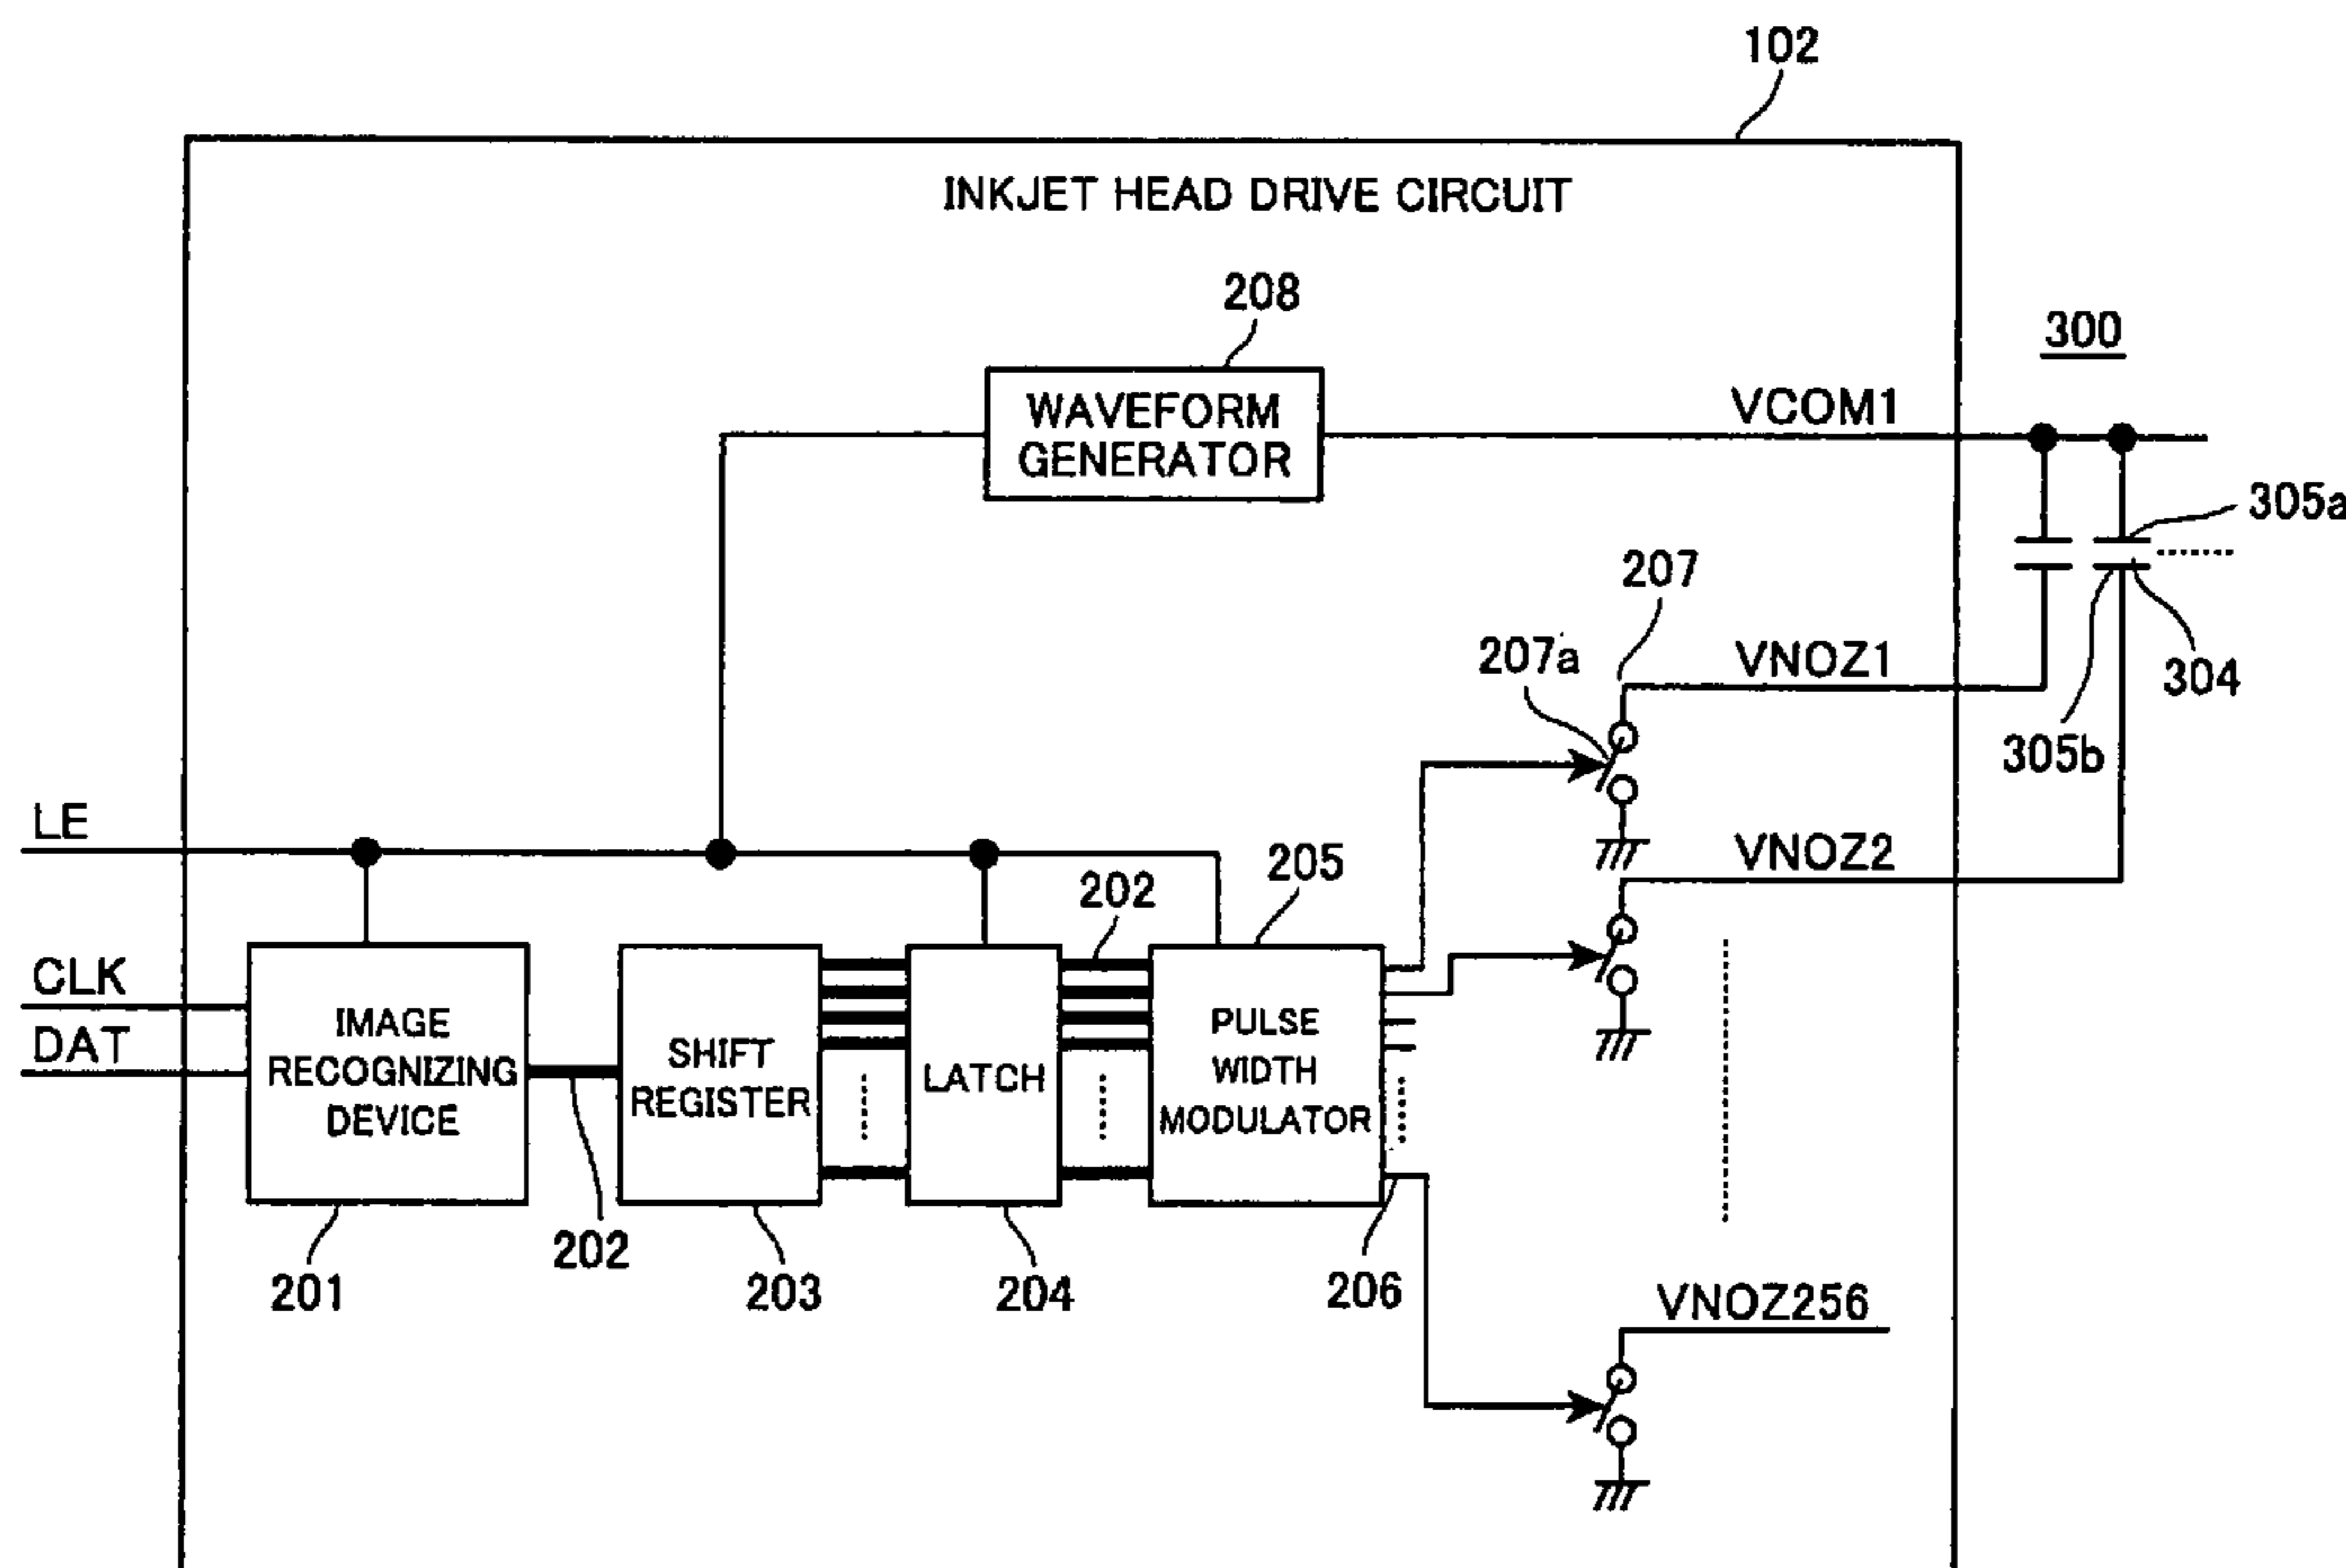 102
INKJET HEAD DRIVE CIRCUIT
208
300
WAVEFORM
GENERATOR
VCOM1
305a
207
207a
VNOZ1
304
305b
LE
VNOZ2
205
202
CLK
DAT
IMAGE
RECOGNIZING
DEVICE
SHIFT
REGISTER
LATCH
PULSE
WIDTH
MODULATOR
202
201
203
204
206
VNOZ256